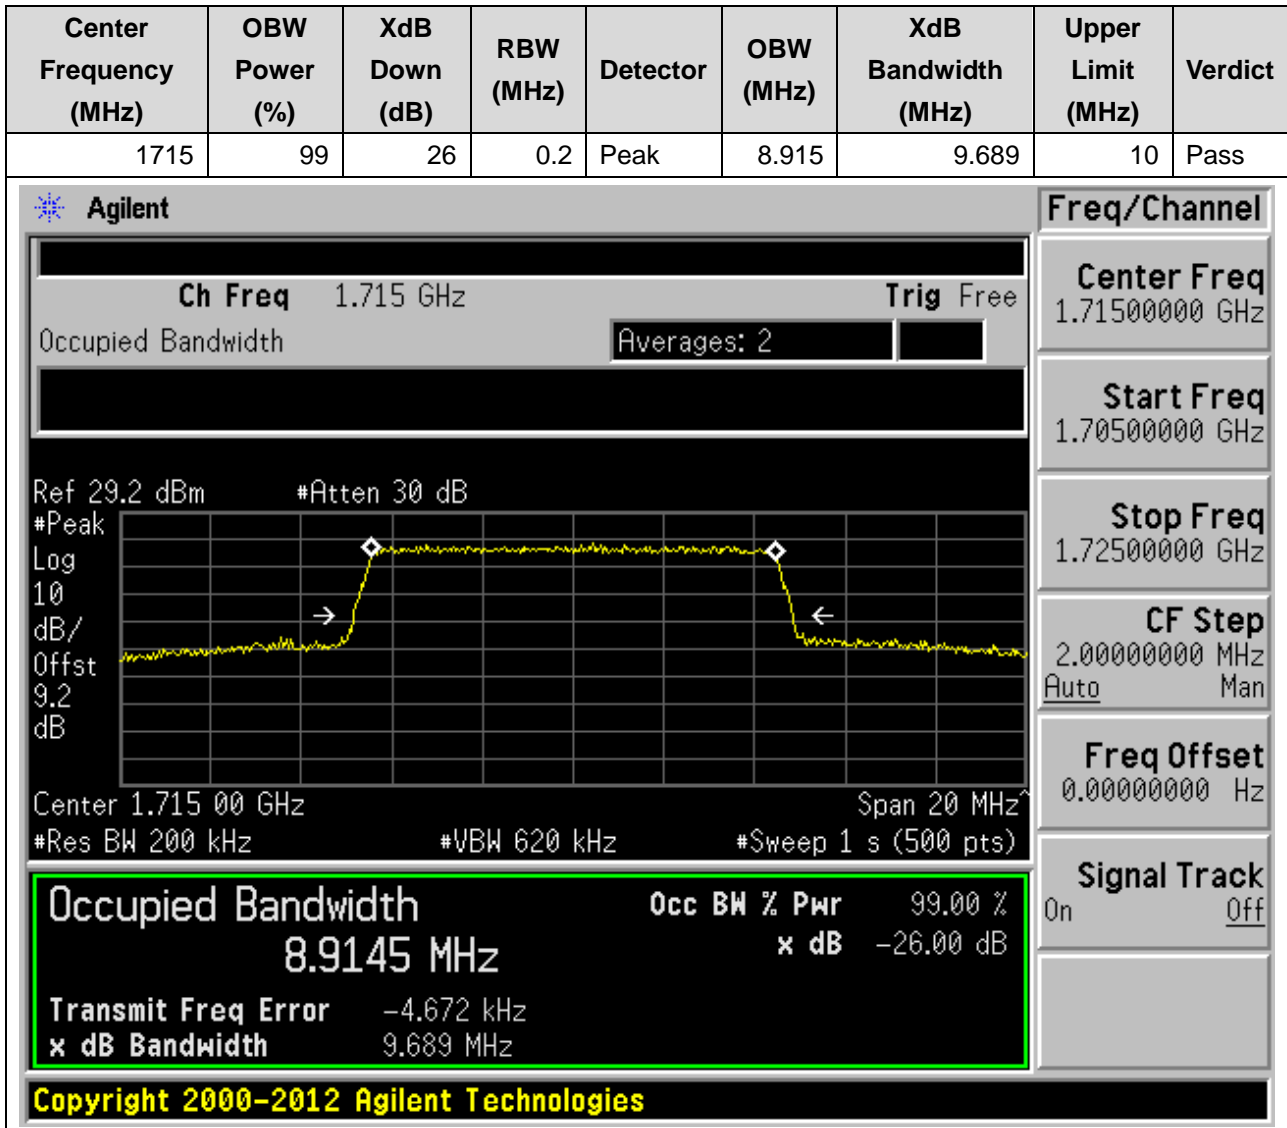 Center Frequency (MHz) OBW Power (%) XdB Down (dB) RBW (MHz) Detector OBW (MHz) XdB Bandwidth (MHz) Upper Limit (MHz) Verdict
1715 99 26 0.2 Peak 8.915 9.689 10 Pass
Agilent
Freq/Channel
Ch Freq 1.715 GHz Trig Free
Occupied Bandwidth Averages: 2
Center Freq
1.71500000 GHz
Start Freq
1.70500000 GHz
Stop Freq
1.72500000 GHz
CF Step
2.00000000 MHz
Auto Man
Freq Offset
0.00000000 Hz
Signal Track
On Off
Ref 29.2 dBm #Atten 30 dB
#Peak
Log
10
dB/
Offst
9.2
dB
Center 1.715 00 GHz Span 20 MHz^
#Res BW 200 kHz #VBW 620 kHz #Sweep 1 s (500 pts)
Occupied Bandwidth Occ BW % Pwr 99.00 %
8.9145 MHz x dB -26.00 dB
Transmit Freq Error -4.672 kHz
x dB Bandwidth 9.689 MHz
Copyright 2000-2012 Agilent Technologies